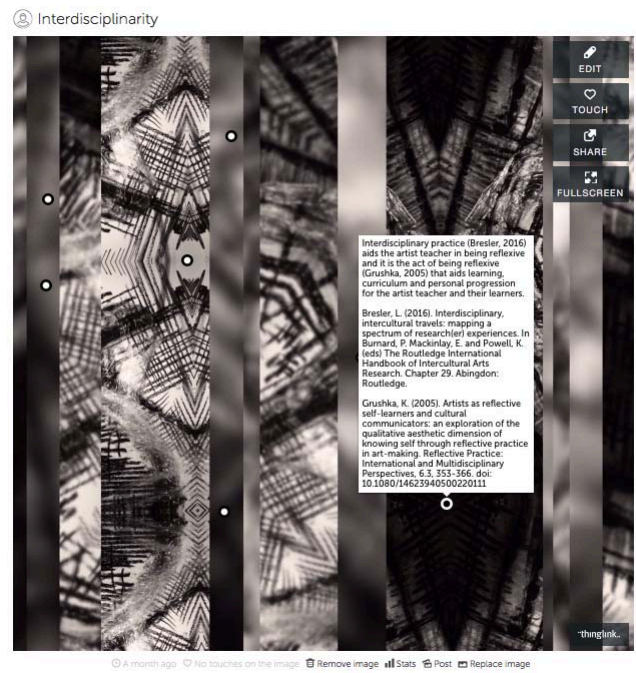 Interdisciplinarity
EDIT
TOUCH
SHARE
FULLSCREEN
Interdisciplinary practice (Bresler, 2016)
aids the artist teacher in being reflexive
and it is the act of being reflexive
(Grushka, 2005) that aids learning,
curriculum and personal progression
for the artist teacher and their learners.
Bresler, L. (2016). Interdisciplinary,
intercultural travels: mapping a
spectrum of research(er) experiences. In
Burnard, P. Mackinlay, E. and Powell, K.
(eds) The Routledge International
Handbook of Intercultural Arts
Research. Chapter 29. Abingdon:
Routledge.
Grushka, K. (2005). Artists as reflective
self-learners and cultural
communicators: an exploration of the
qualitative aesthetic dimension of
knowing self through reflective practice
in art-making. Reflective Practice:
International and Multidisciplinary
Perspectives, 6.3, 353-366. doi:
10.1080/14623940500220111
thinglink..
A month ago No touches on the image Remove image Stats Post Replace image